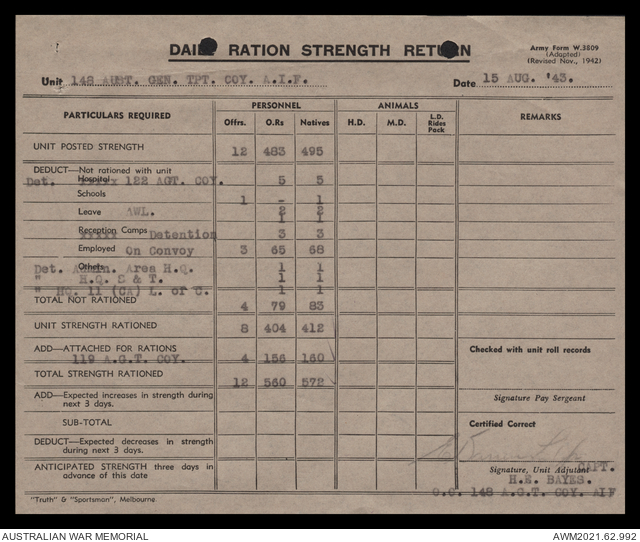 DAILY RATION STRENGTH RETURN
Army Form W.3809
(Adapted)
(Revised Nov., 1942)
Unit 148 AUST. GEN. TPT. COY. A.I.F.
Date 15 AUG. '43.
PARTICULARS REQUIRED PERSONNEL ANIMALS REMARKS
Offrs. O.Rs Natives H.D. M.D. L.D. Rides Pack
UNIT POSTED STRENGTH 12 483 495
DEDUCT—Not rationed with unit
Hospital
Det. 122 AGT. COY. 5 5
Schools 1 - 1
Leave AWL. 2 2
1 1
Reception Camps Detention 3 3
Employed On Convoy 3 65 68
Others
Det. Admin. Area H.Q. 1 1
" H.Q. S & T. 1 1
" HQ. 11 (CA) L. of C. 1 1
TOTAL NOT RATIONED 4 79 83
UNIT STRENGTH RATIONED 8 404 412
ADD—ATTACHED FOR RATIONS
119 A.G.T. COY. 4 156 160
Checked with unit roll records
TOTAL STRENGTH RATIONED 12 560 572
ADD—Expected increases in strength during next 3 days.
Signature Pay Sergeant
SUB-TOTAL
Certified Correct
DEDUCT—Expected decreases in strength during next 3 days.
ANTICIPATED STRENGTH three days in advance of this date
Signature, Unit Adjutant CAPT.
H.E. BAYES.
O.C. 148 A.G.T. COY. AIF
"Truth" & "Sportsman", Melbourne.
AUSTRALIAN WAR MEMORIAL
AWM2021.62.992